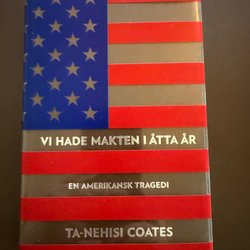 VI HADE MAKTEN I ÅTTA ÅR
EN AMERIKANSK TRAGEDI
TA-NEHISI COATES